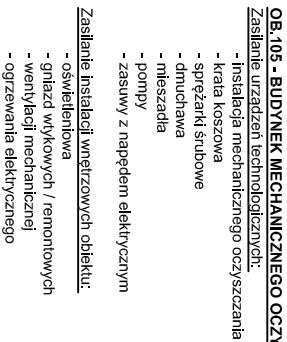 OB.105 - BUDYNEK MECHANICZNEGO
Zasilanie urządzeń technologicznych:
- instalacja mechanicznego oczyszczania
- krata koszowa
- sprężarki śrubowe
- dmuchawa
- mieszadła
- pompy
- zasuwy z napędem elektrycznym
Zasilanie instalacji wnętrzowych obiektu:
- oświetleniowa
- gniazd wtykowych / remontowych
- wentylacji mechanicznej
- ogrzewania elektrycznego